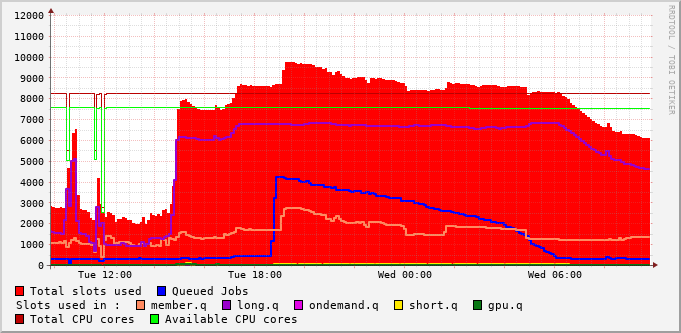 RRDTOOL / TOBI OETIKER
12000
11000
10000
9000
8000
7000
6000
5000
4000
3000
2000
1000
0
Tue 12:00 Tue 18:00 Wed 00:00 Wed 06:00
Total slots used Queued Jobs
Slots used in : member.q long.q ondemand.q short.q gpu.q
Total CPU cores Available CPU cores